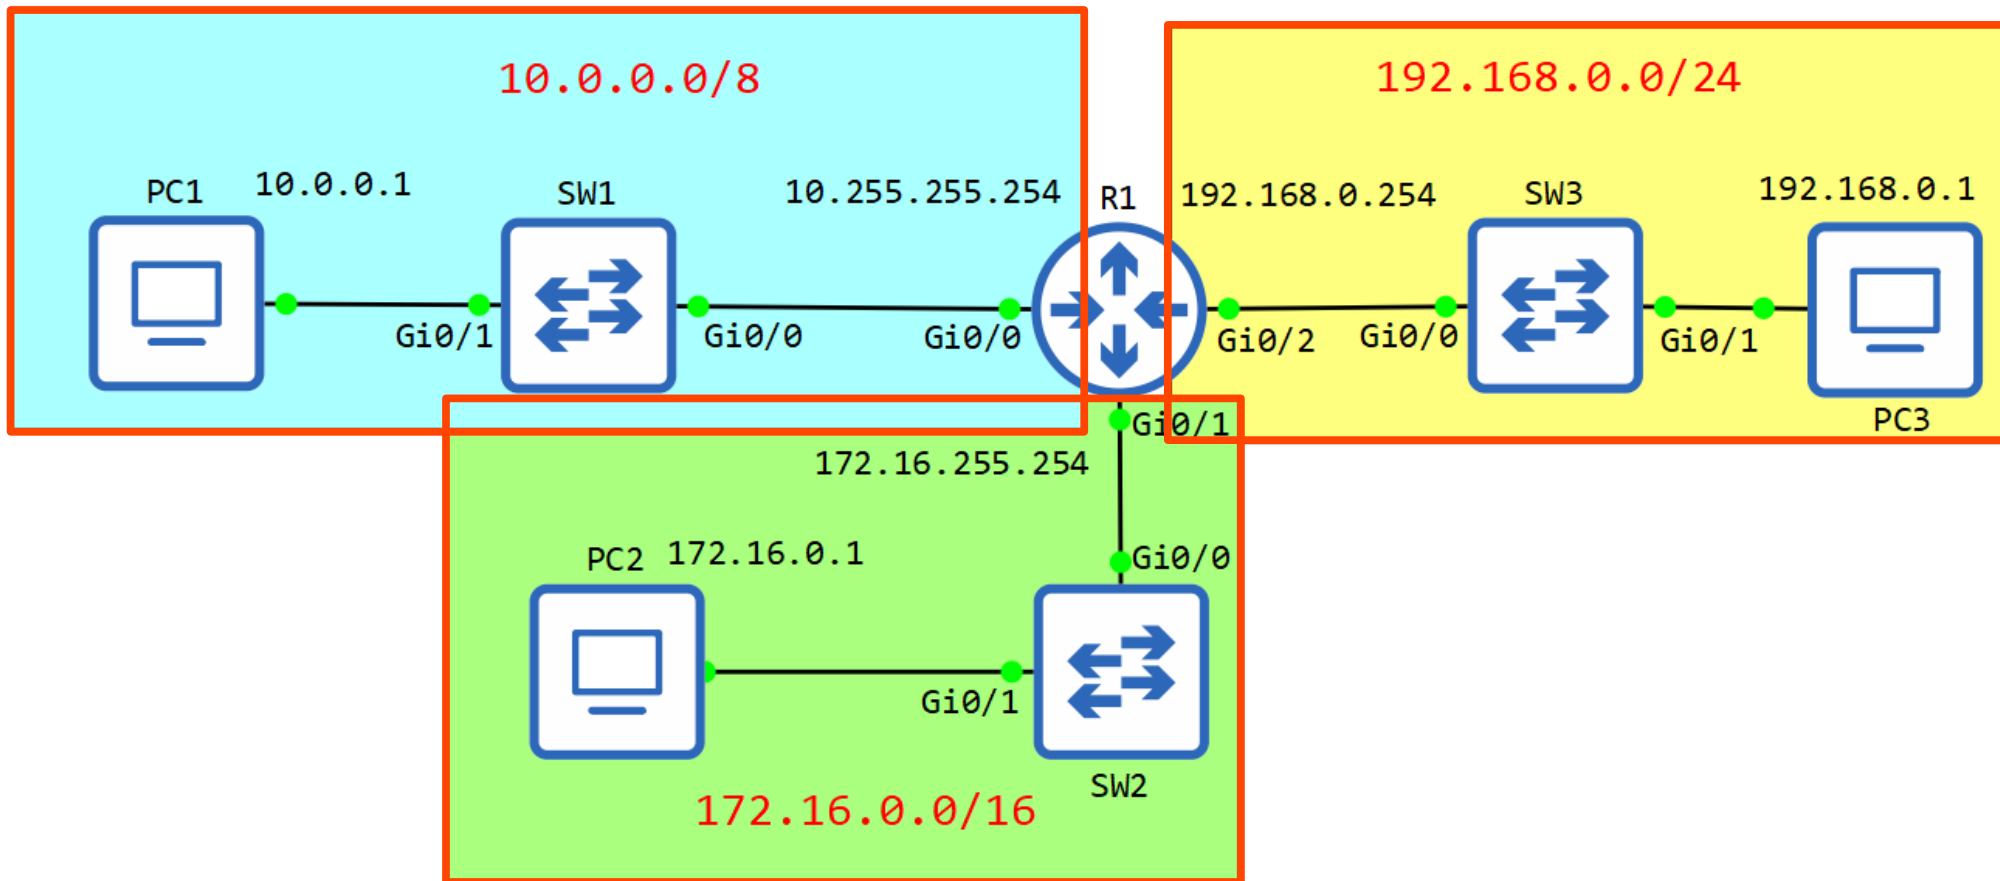 10.0.0.0/8
192.168.0.0/24
PC1
10.0.0.1
SW1
10.255.255.254
R1
192.168.0.254
SW3
192.168.0.1
Gi0/1
Gi0/0
Gi0/0
Gi0/2
Gi0/0
Gi0/1
PC3
Gi0/1
172.16.255.254
PC2
172.16.0.1
Gi0/0
Gi0/1
SW2
172.16.0.0/16